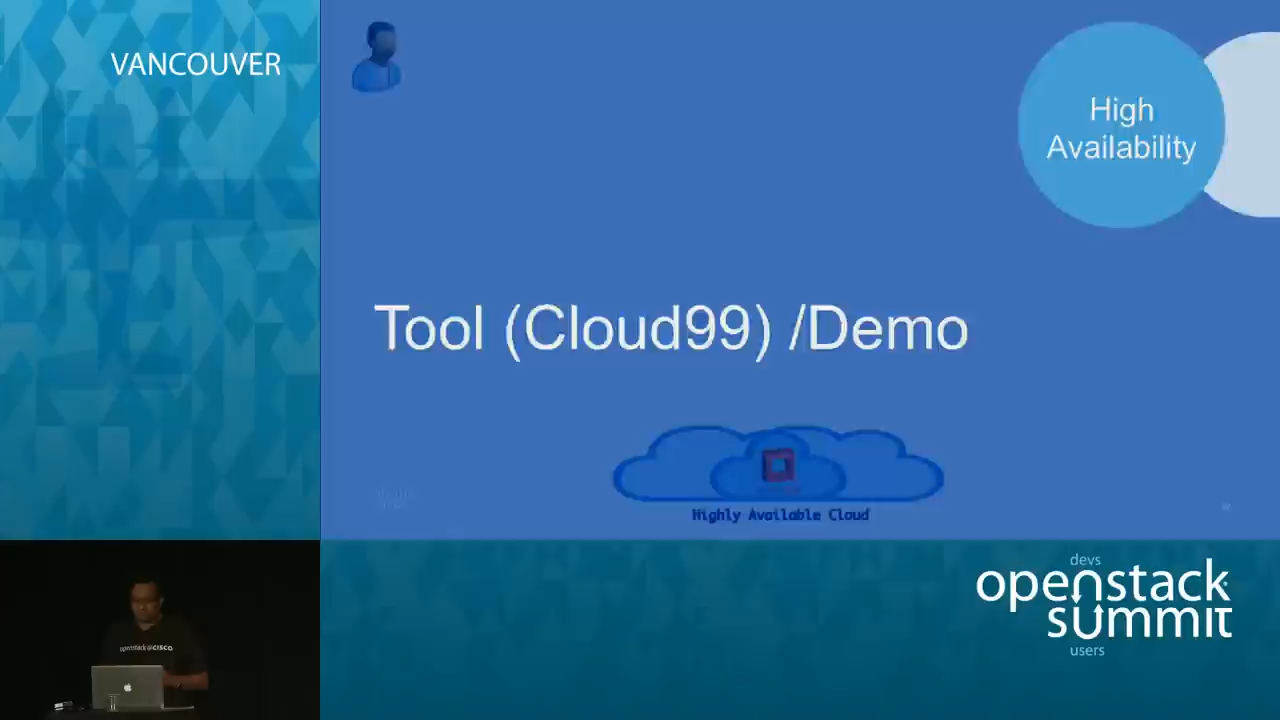 VANCOUVER
High
Availability
Tool (Cloud99) /Demo
Highly Available Cloud
openstack@CISCO
devs
openstack
summit
users